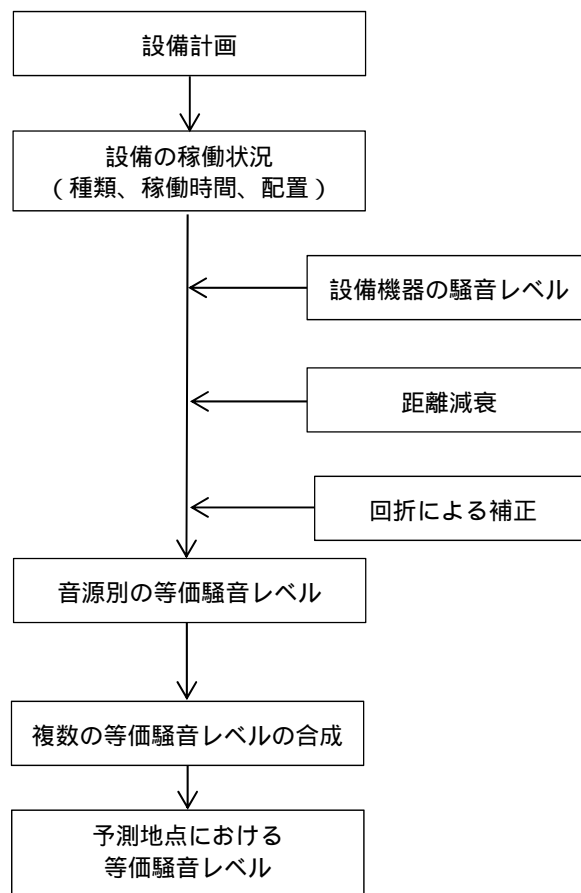 設備計画
設備の稼働状況
（種類、稼働時間、配置）
設備機器の騒音レベル
距離減衰
回折による補正
音源別の等価騒音レベル
複数の等価騒音レベルの合成
予測地点における
等価騒音レベル